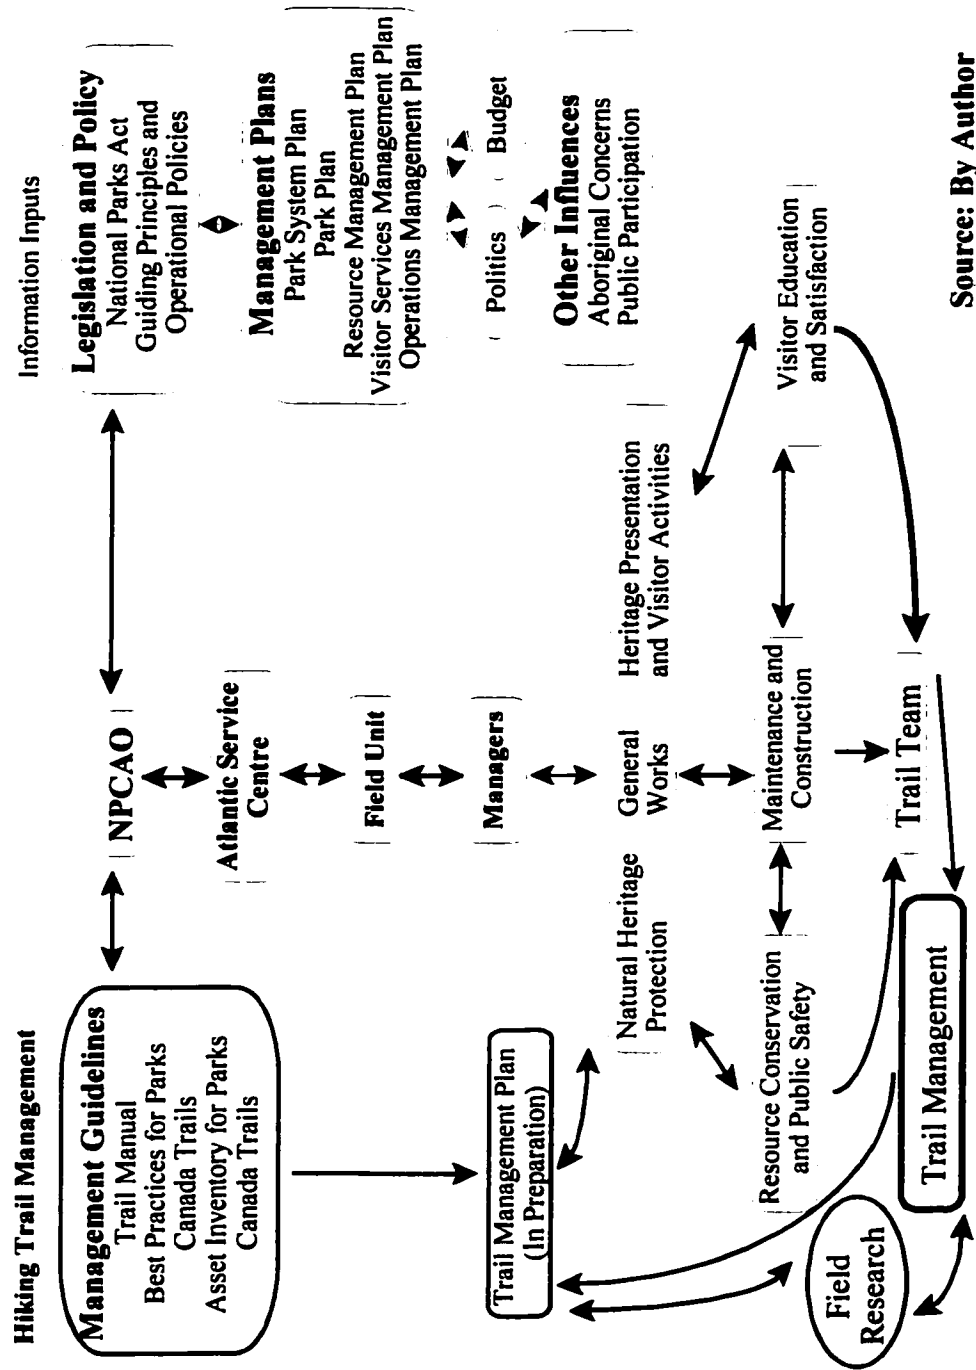 Hiking Trail Management
Information Inputs
Management Guidelines
Trail Manual
Best Practices for Parks
Canada Trails
Asset Inventory for Parks
Canada Trails
NPCAO
Legislation and Policy
National Parks Act
Guiding Principles and
Operational Policies
Atlantic Service
Centre
Management Plans
Park System Plan
Park Plan
Resource Management Plan
Visitor Services Management Plan
Operations Management Plan
Field Unit
Trail Management Plan
(In Preparation)
Managers
Politics
Budget
Other Influences
Aboriginal Concerns
Public Participation
Natural Heritage
Protection
General
Works
Heritage Presentation
and Visitor Activities
Resource Conservation
and Public Safety
Maintenance and
Construction
Visitor Education
and Satisfaction
Field
Research
Trail Team
Trail Management
Source: By Author